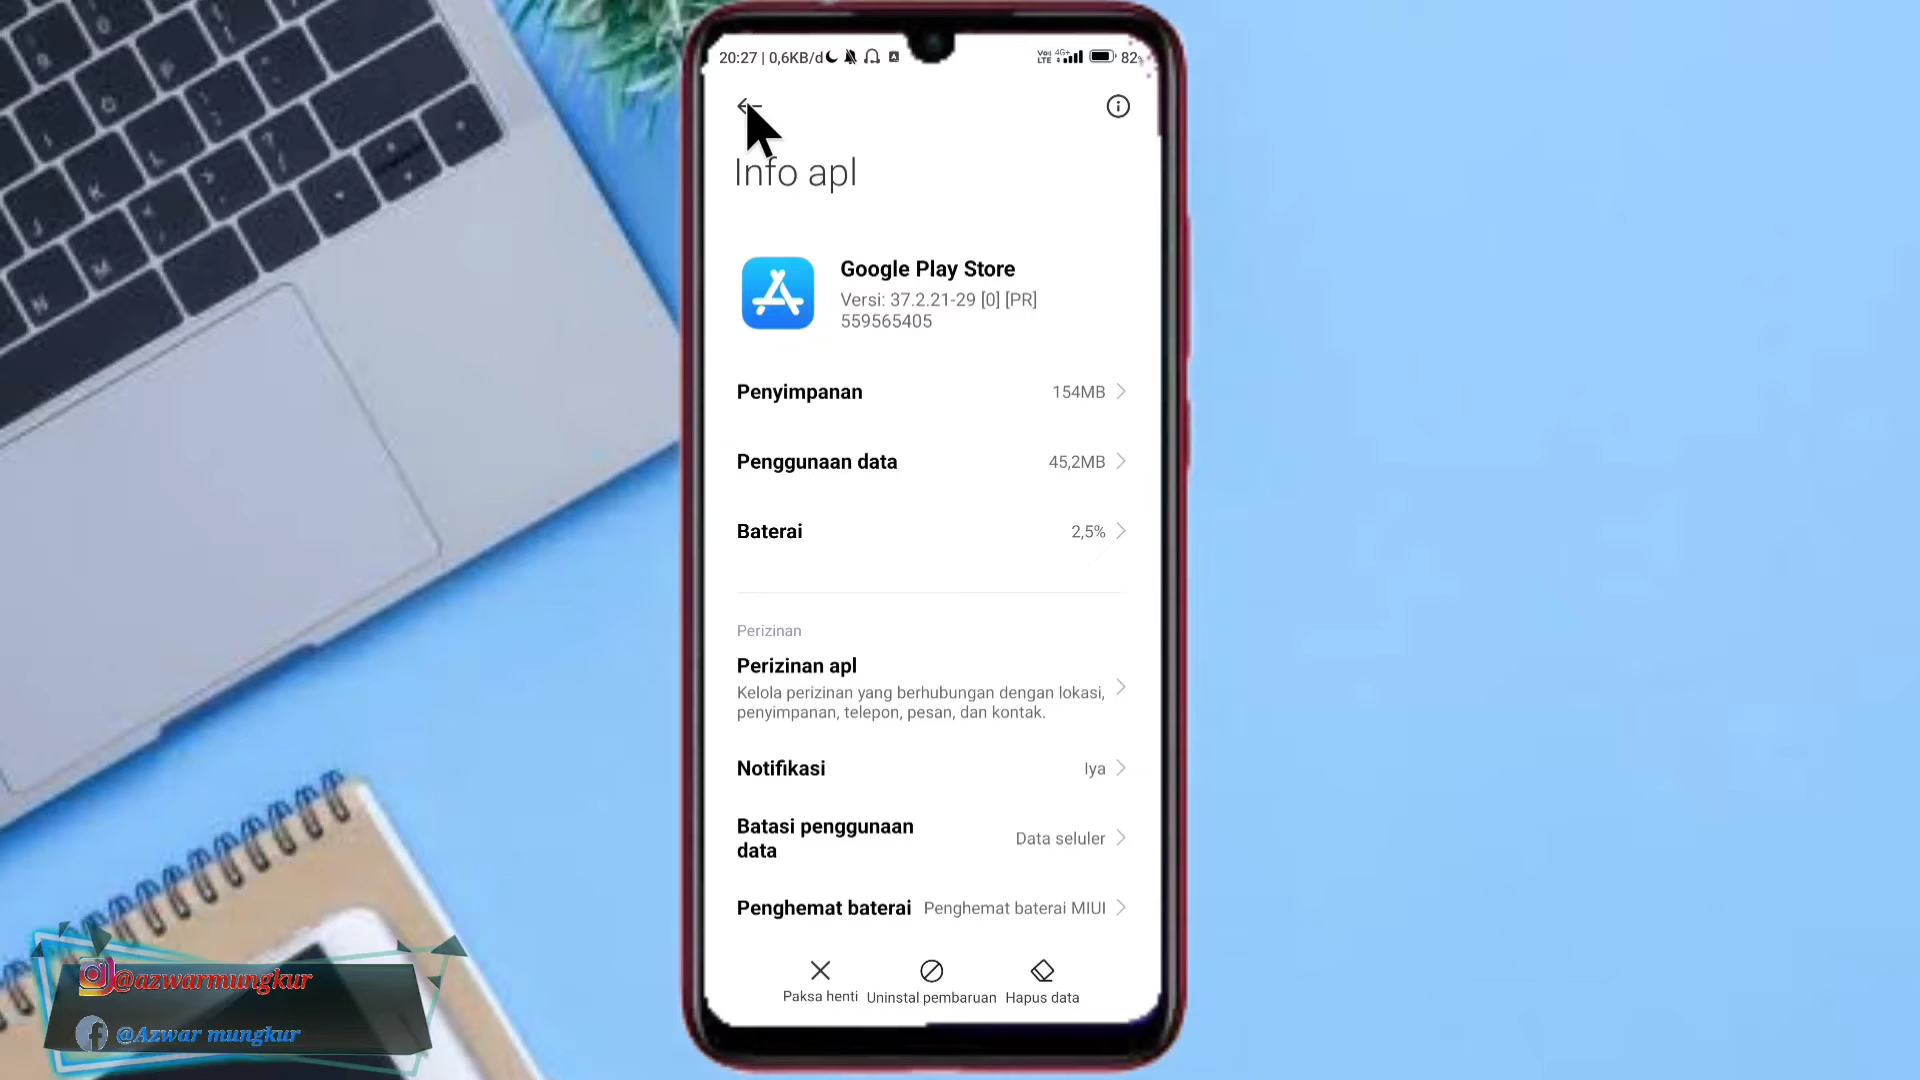 20:27 | 0,6KB/d
82
Info apl
Google Play Store
Versi: 37.2.21-29 [0] [PR]
559565405
Penyimpanan 154MB
Penggunaan data 45,2MB
Baterai 2,5%
Perizinan
Perizinan apl
Kelola perizinan yang berhubungan dengan lokasi,
penyimpanan, telepon, pesan, dan kontak.
Notifikasi Iya
Batasi penggunaan
data
Data seluler
Penghemat baterai Penghemat baterai MIUI
Paksa henti Uninstal pembaruan Hapus data
@azwarmungkur
@Azwar mungkur